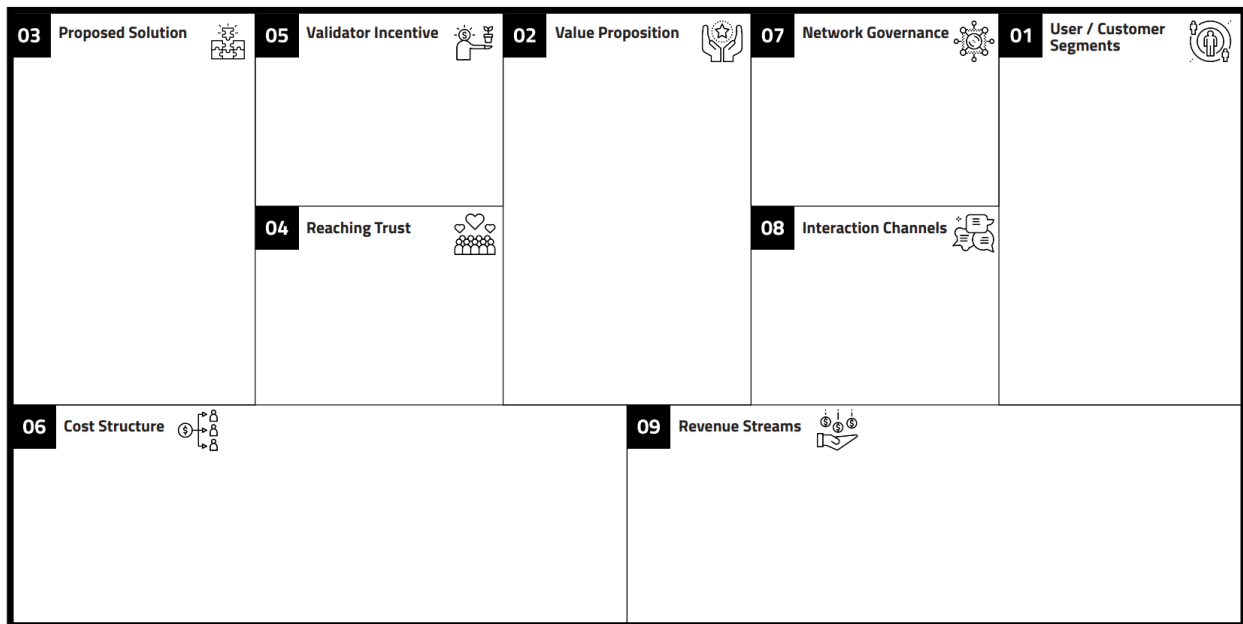 03 Proposed Solution
05 Validator Incentive
02 Value Proposition
07 Network Governance
01 User / Customer
Segments
04 Reaching Trust
08 Interaction Channels
06 Cost Structure
09 Revenue Streams